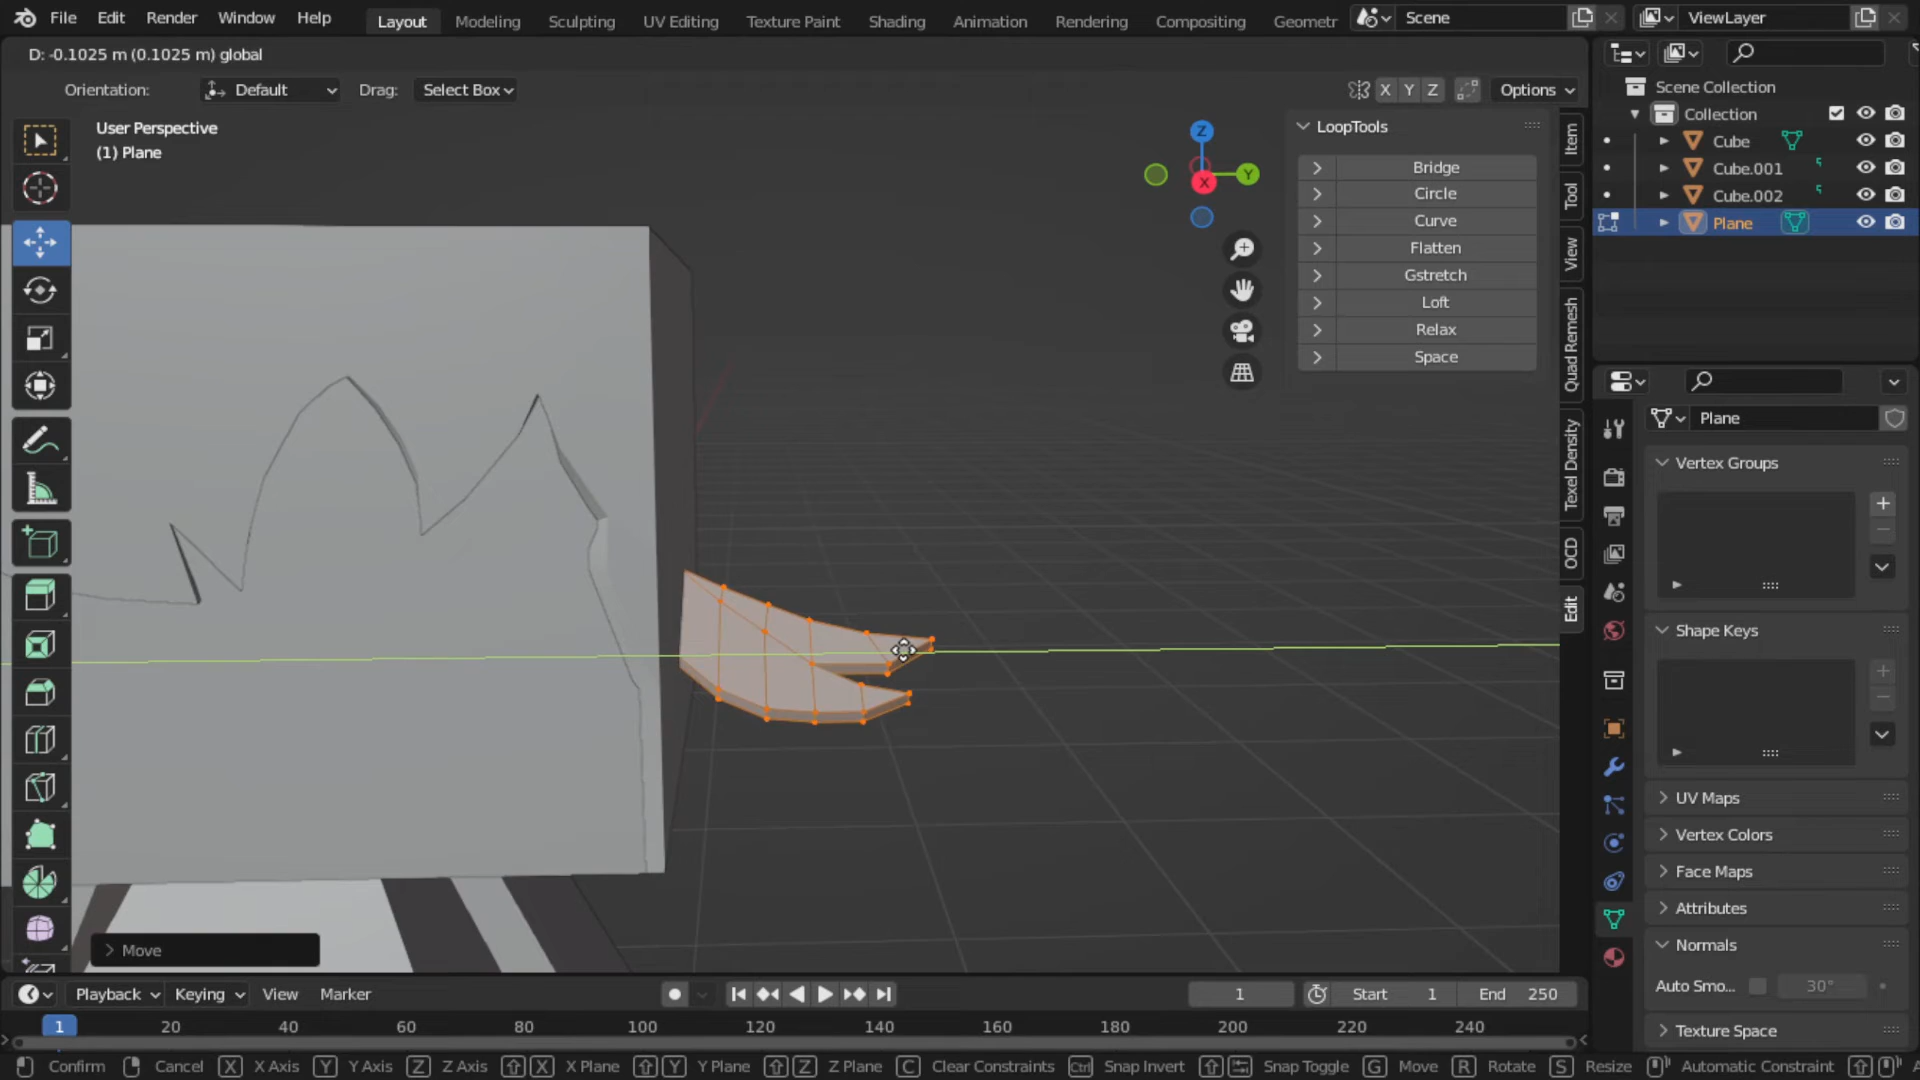 File Edit Render Window Help Layout Modeling Sculpting UV Editing Texture Paint Shading Animation Rendering Compositing Geometr Scene ViewLayer
D: -0.1025 m (0.1025 m) global
Orientation: Default Drag: Select Box X Y Z Options
User Perspective
(1) Plane
Z
Y
X
LoopTools
Bridge
Circle
Curve
Flatten
Gstretch
Loft
Relax
Space
Item
Tool
View
Quad Remesh
Texel Density
OCD
Edit
Scene Collection
Collection
Cube
Cube.001
Cube.002
Plane
Plane
Vertex Groups
Shape Keys
UV Maps
Vertex Colors
Face Maps
Attributes
Normals
Auto Smo... 30°
Texture Space
Move
Playback Keying View Marker 1 Start 1 End 250
1 20 40 60 80 100 120 140 160 180 200 220 240
Confirm Cancel X X Axis Y Y Axis Z Z Axis X X Plane Y Y Plane Z Z Plane C Clear Constraints Ctrl Snap Invert Snap Toggle G Move R Rotate S Resize Automatic Constraint